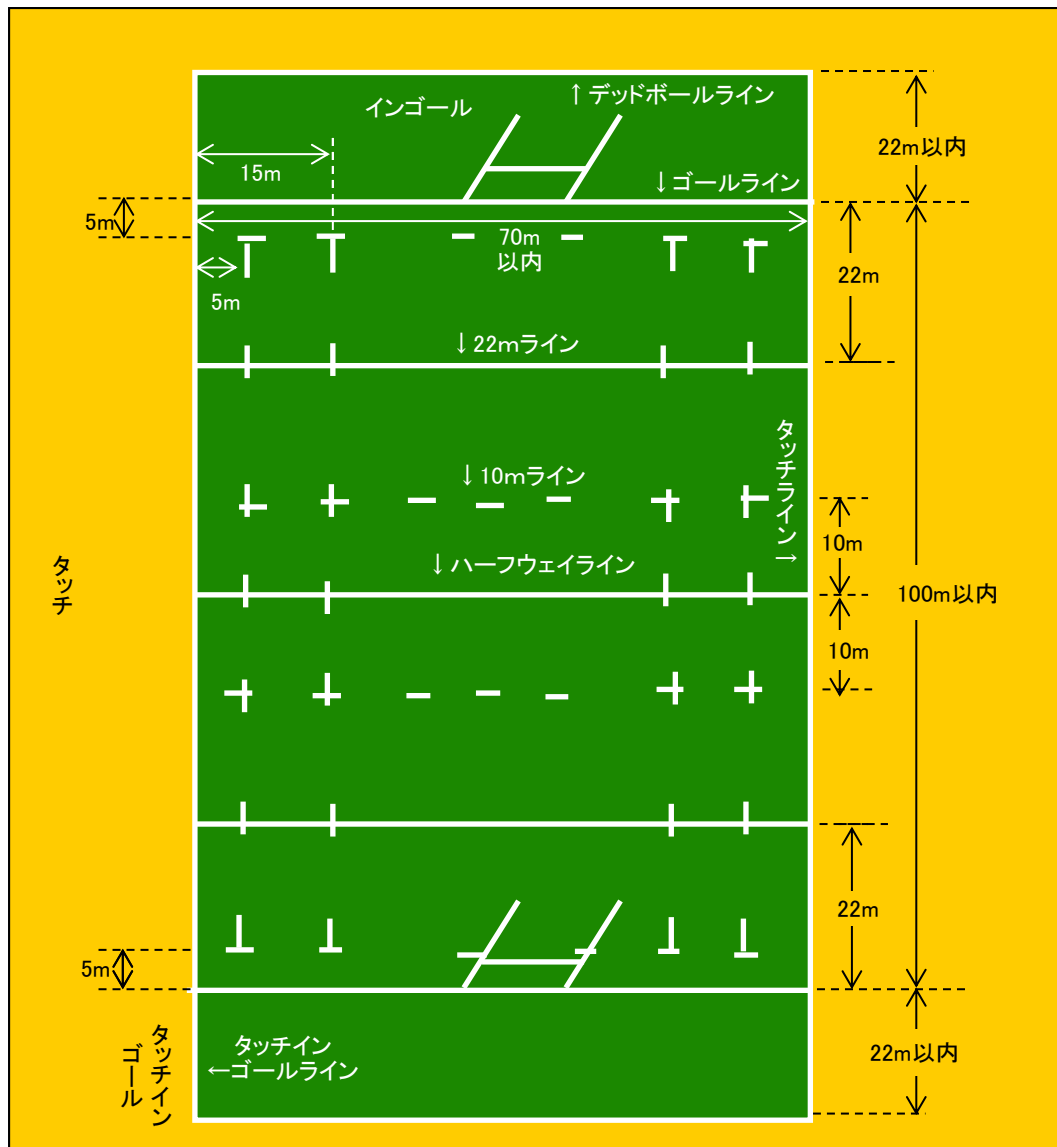 ↑デッドボールライン
インゴール
22m以内
15m
↓ゴールライン
5m
70m
以内
22m
5m
↓22mライン
タッチライン→
↓10mライン
10m
↓ハーフウェイライン
タッチ
100m以内
10m
22m
5m
タッチイン
ゴール
タッチイン
←ゴールライン
22m以内